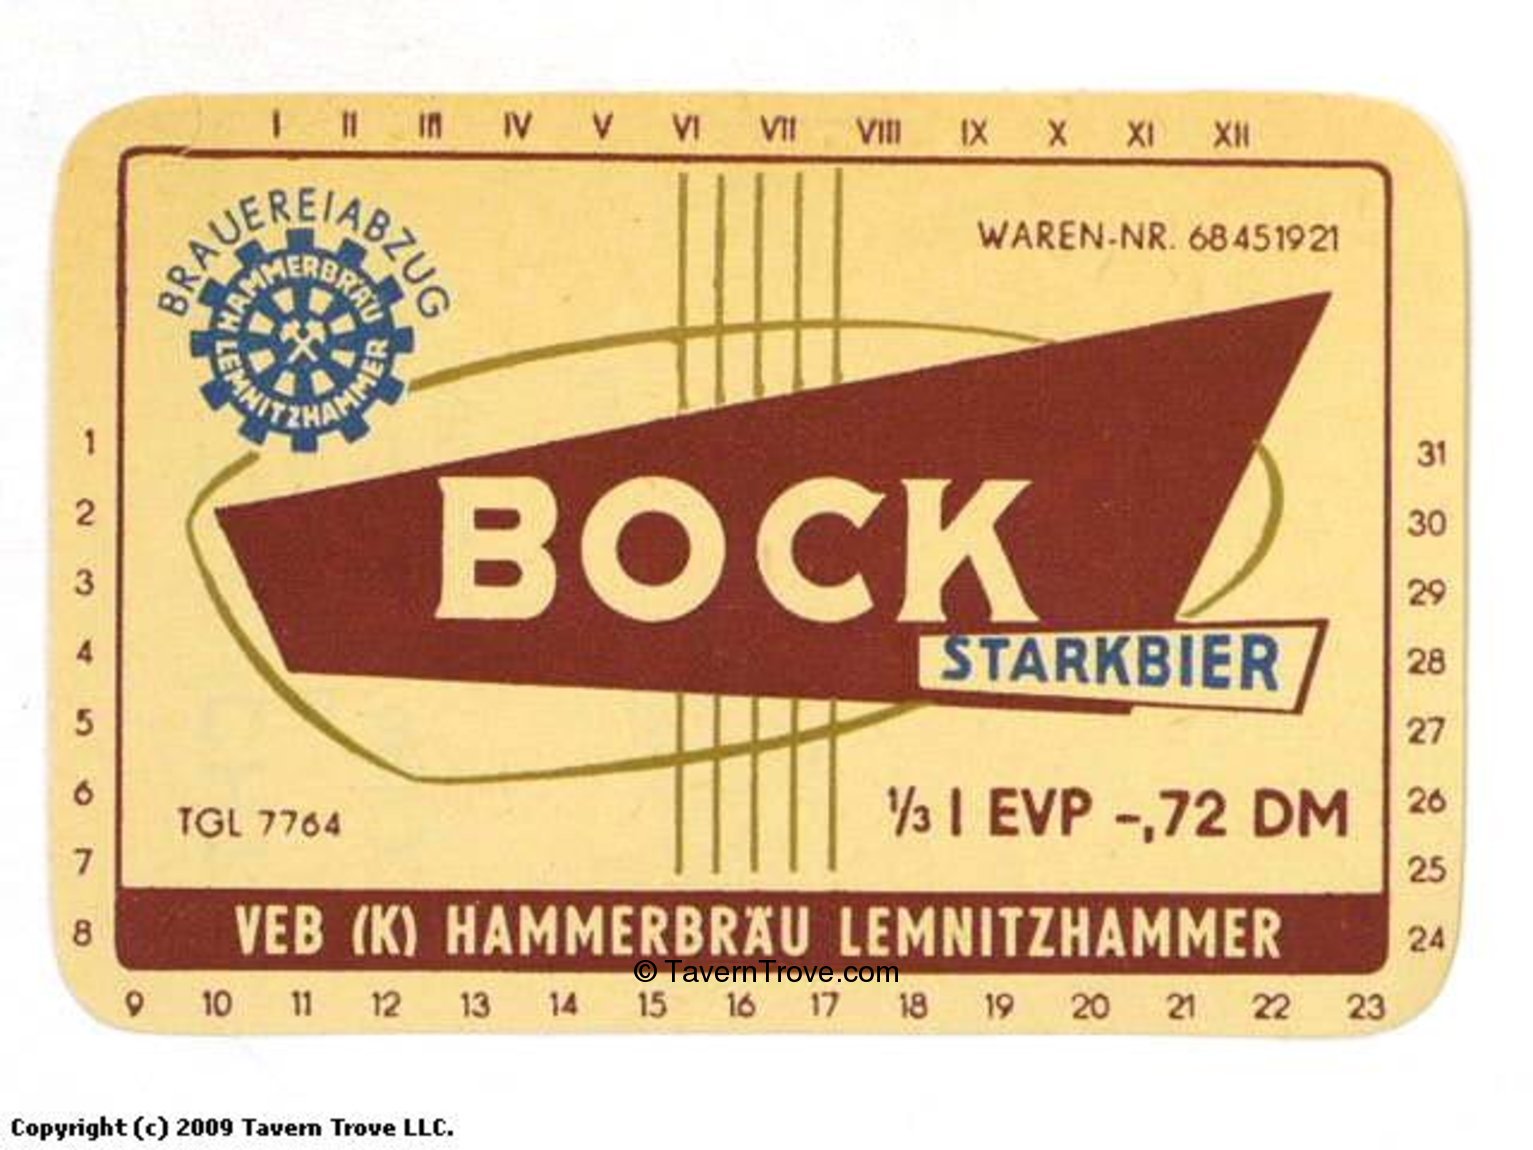 I II III IV V VI VII VIII IX X XI XII
BRAUEREIABZUG
HAMMERBRÄU
LEMNITZHAMMER
WAREN-NR. 68451921
BOCK
STARKBIER
TGL 7764
1/3 l EVP -,72 DM
VEB (K) HAMMERBRÄU LEMNITZHAMMER
© TavernTrove.com
1
2
3
4
5
6
7
8
9 10 11 12 13 14 15 16 17 18 19 20 21 22 23
31
30
29
28
27
26
25
24
Copyright (c) 2009 Tavern Trove LLC.